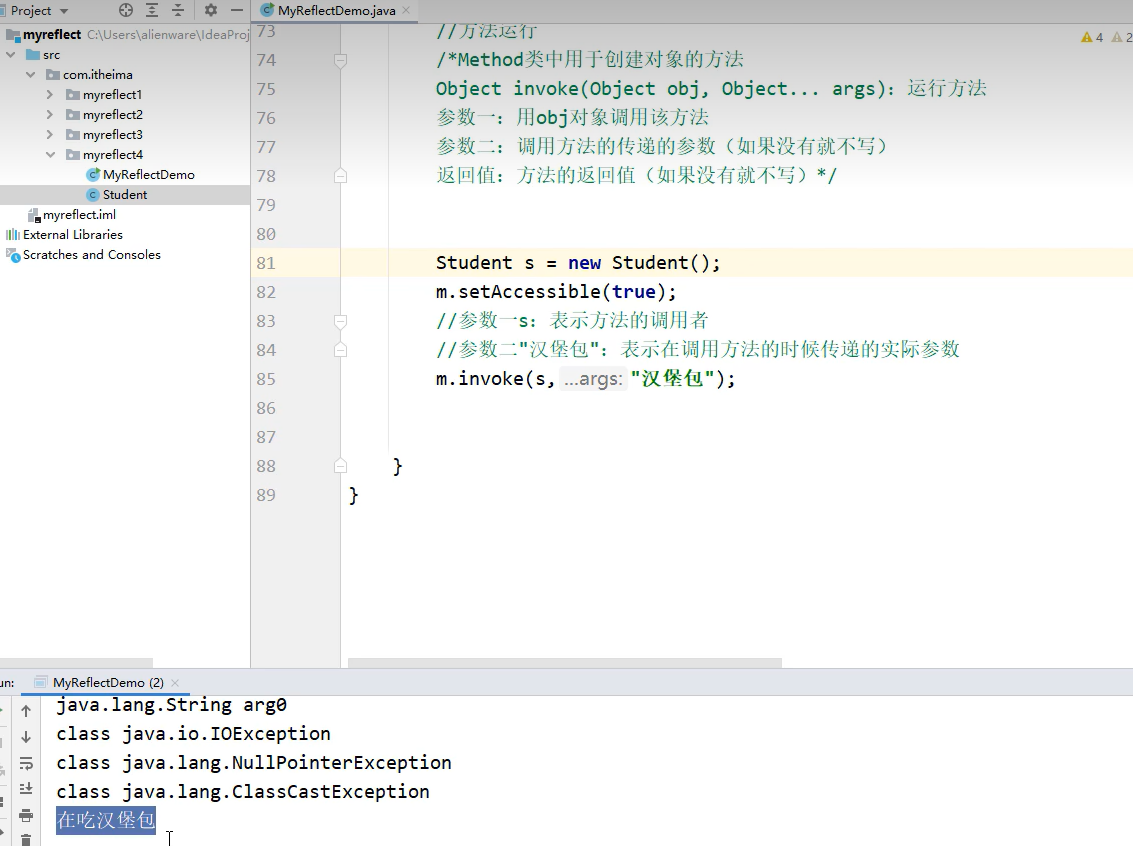 Project
MyReflectDemo.java
myreflect C:\Users\alienware\IdeaProj
src
com.itheima
myreflect1
myreflect2
myreflect3
myreflect4
MyReflectDemo
Student
myreflect.iml
External Libraries
Scratches and Consoles
4 2
73 //方法运行
74 /*Method类中用于创建对象的方法
75 Object invoke(Object obj, Object... args)：运行方法
76 参数一：用obj对象调用该方法
77 参数二：调用方法的传递的参数（如果没有就不写）
78 返回值：方法的返回值（如果没有就不写）*/
79
80
81 Student s = new Student();
82 m.setAccessible(true);
83 //参数一s：表示方法的调用者
84 //参数二"汉堡包"：表示在调用方法的时候传递的实际参数
85 m.invoke(s, ...args: "汉堡包");
86
87
88 }
89 }
un: MyReflectDemo (2)
java.lang.String arg0
class java.io.IOException
class java.lang.NullPointerException
class java.lang.ClassCastException
在吃汉堡包